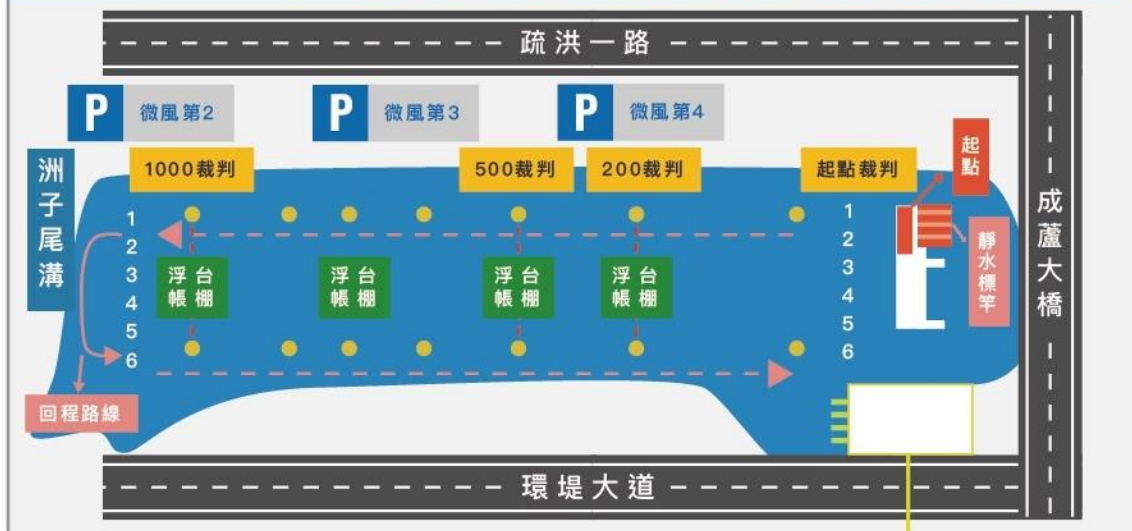 疏洪一路
P 微風第2
P 微風第3
P 微風第4
洲子尾溝
1000裁判
500裁判
200裁判
起點裁判
起點
成蘆大橋
靜水標竿
1
2
3
4
5
6
浮台
帳棚
浮台
帳棚
浮台
帳棚
浮台
帳棚
1
2
3
4
5
6
回程路線
環堤大道